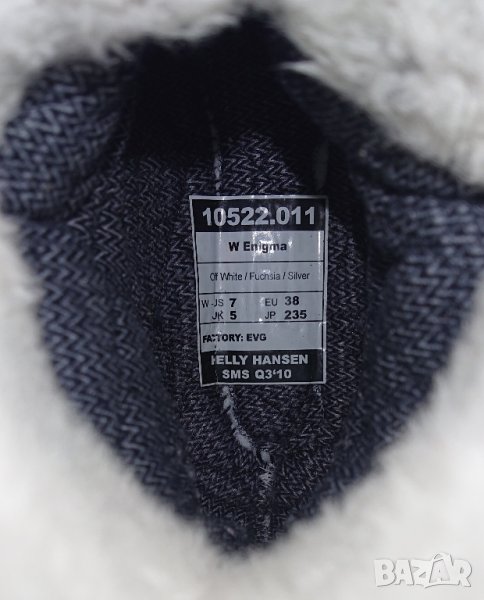 10522.011
W Enigma
Off White / Fuchsia / Silver
W-US 7 EU 38
UK 5 JP 235
FACTORY: EVG
HELLY HANSEN
SMS Q3'10
BAZAR